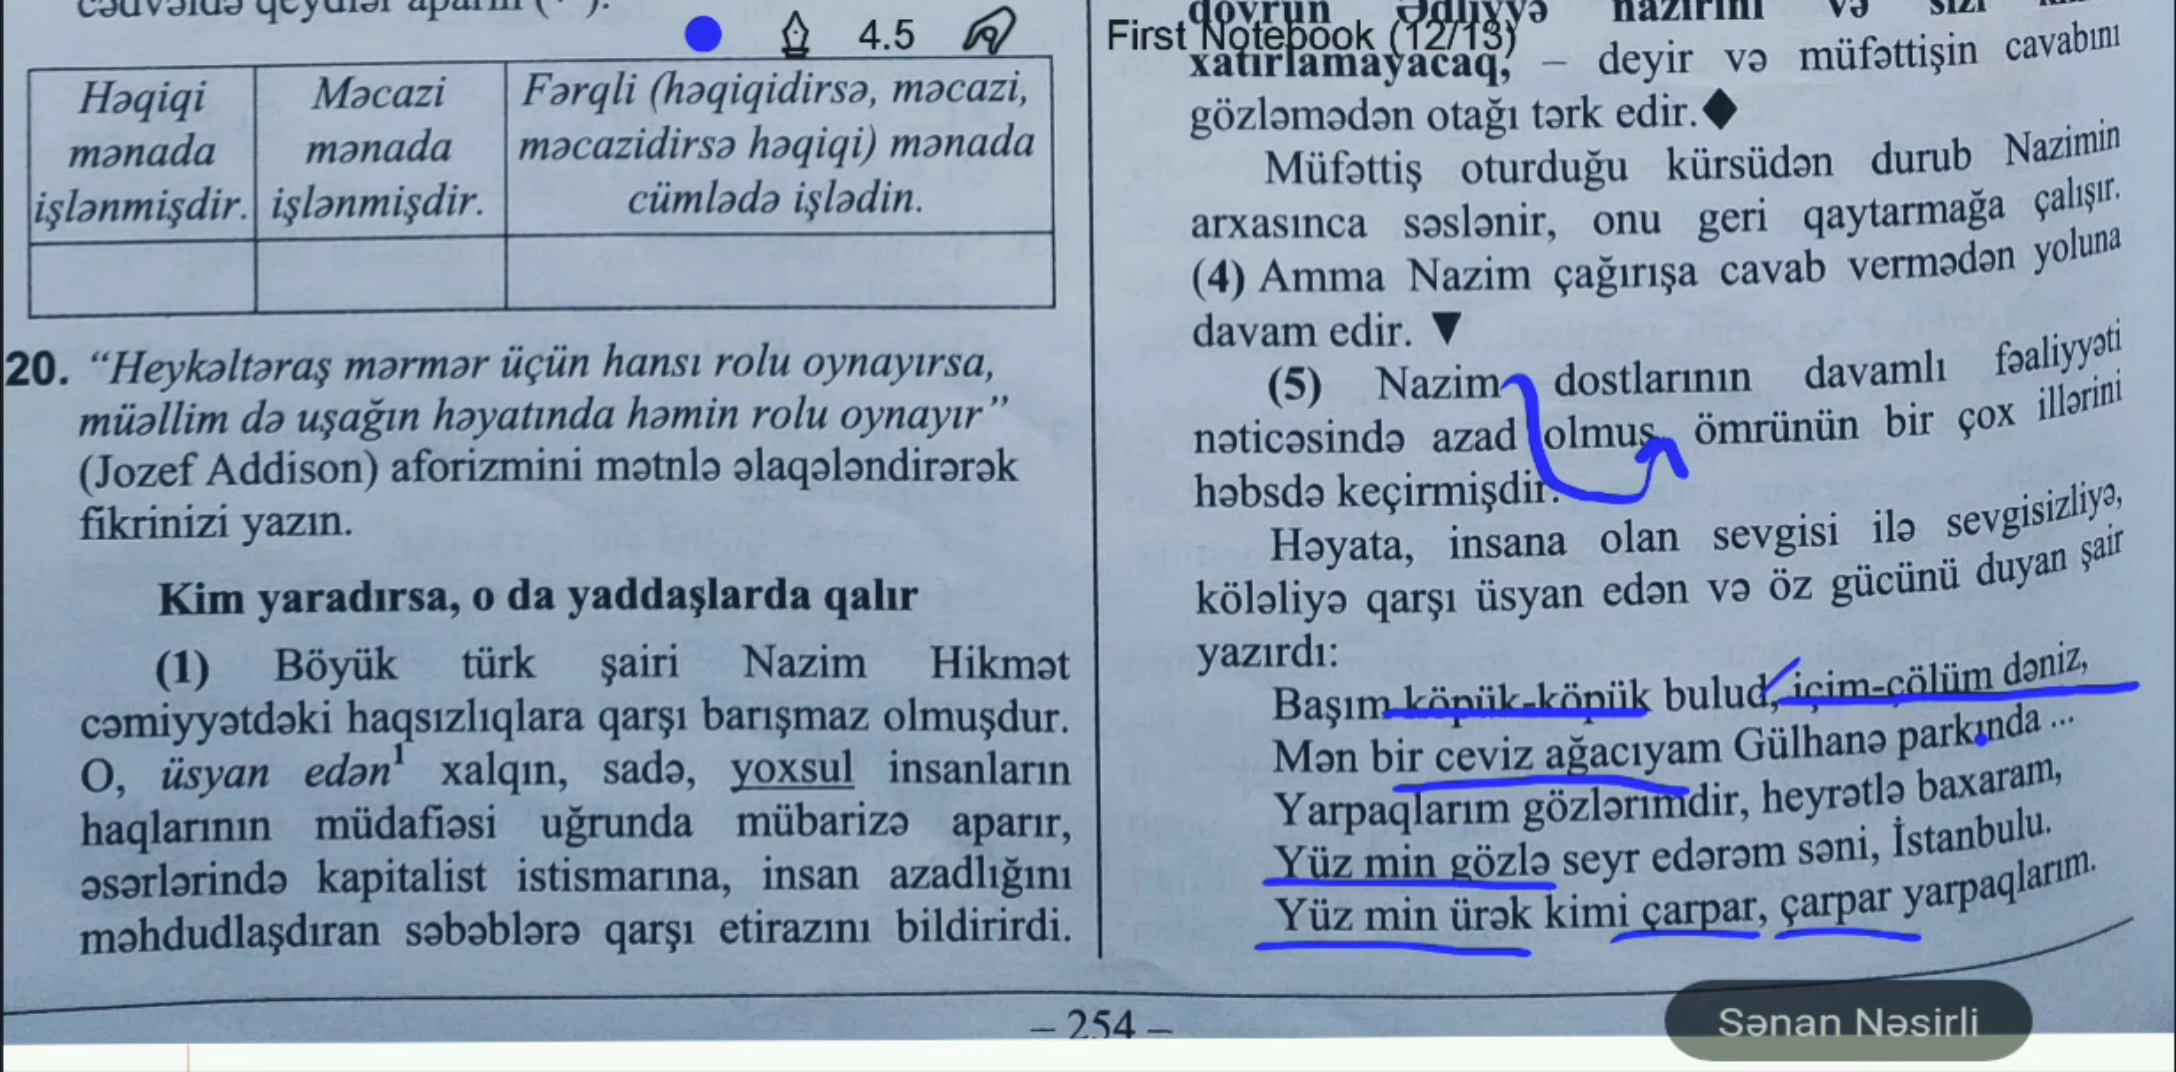 cədvəldə qeydlər aparın
4.5
First Notebook (12/13)
Həqiqi
mənada
işlənmişdir.
Məcazi
mənada
işlənmişdir.
Fərqli (həqiqidirsə, məcazi,
məcazidirsə həqiqi) mənada
cümlədə işlədin.
20. “Heykəltəraş mərmər üçün hansı rolu oynayırsa,
müəllim də uşağın həyatında həmin rolu oynayır”
(Jozef Addison) aforizmini mətnlə əlaqələndirərək
fikrinizi yazın.
Kim yaradırsa, o da yaddaşlarda qalır
(1) Böyük türk şairi Nazim Hikmət
cəmiyyətdəki haqsızlıqlara qarşı barışmaz olmuşdur.
O, üsyan edən¹ xalqın, sadə, yoxsul insanların
haqlarının müdafiəsi uğrunda mübarizə aparır,
əsərlərində kapitalist istismarına, insan azadlığını
məhdudlaşdıran səbəblərə qarşı etirazını bildirirdi.
dövrün Ədliyyə nazirini və sizi
xatırlamayacaq, – deyir və müfəttişin cavabını
gözləmədən otağı tərk edir.◆
Müfəttiş oturduğu kürsüdən durub Nazimin
arxasınca səslənir, onu geri qaytarmağa çalışır.
(4) Amma Nazim çağırışa cavab vermədən yoluna
davam edir. ▼
(5) Nazim dostlarının davamlı fəaliyyəti
nəticəsində azad olmuş, ömrünün bir çox illərini
həbsdə keçirmişdir.
Həyata, insana olan sevgisi ilə sevgisizliyə,
köləliyə qarşı üsyan edən və öz gücünü duyan şair
yazırdı:
Başım köpük-köpük bulud, içim-çölüm dəniz,
Mən bir ceviz ağacıyam Gülhanə parkında ...
Yarpaqlarım gözlərimdir, heyrətlə baxaram,
Yüz min gözlə seyr edərəm səni, İstanbulu.
Yüz min ürək kimi çarpar, çarpar yarpaqlarım.
– 254 –
Sənan Nəsirli